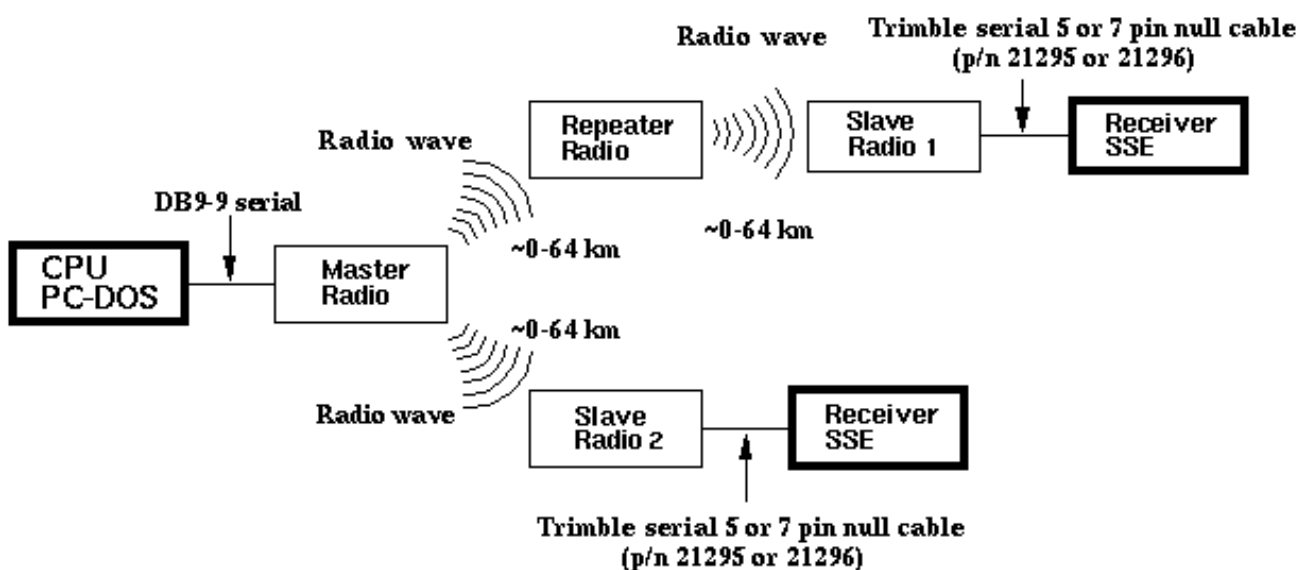 Radio wave
Trimble serial 5 or 7 pin null cable
(p/n 21295 or 21296)
Repeater
Radio
Slave
Radio 1
Receiver
SSE
Radio wave
DB9-9 serial
~0-64 km
~0-64 km
CPU
PC-DOS
Master
Radio
~0-64 km
Radio wave
Slave
Radio 2
Receiver
SSE
Trimble serial 5 or 7 pin null cable
(p/n 21295 or 21296)